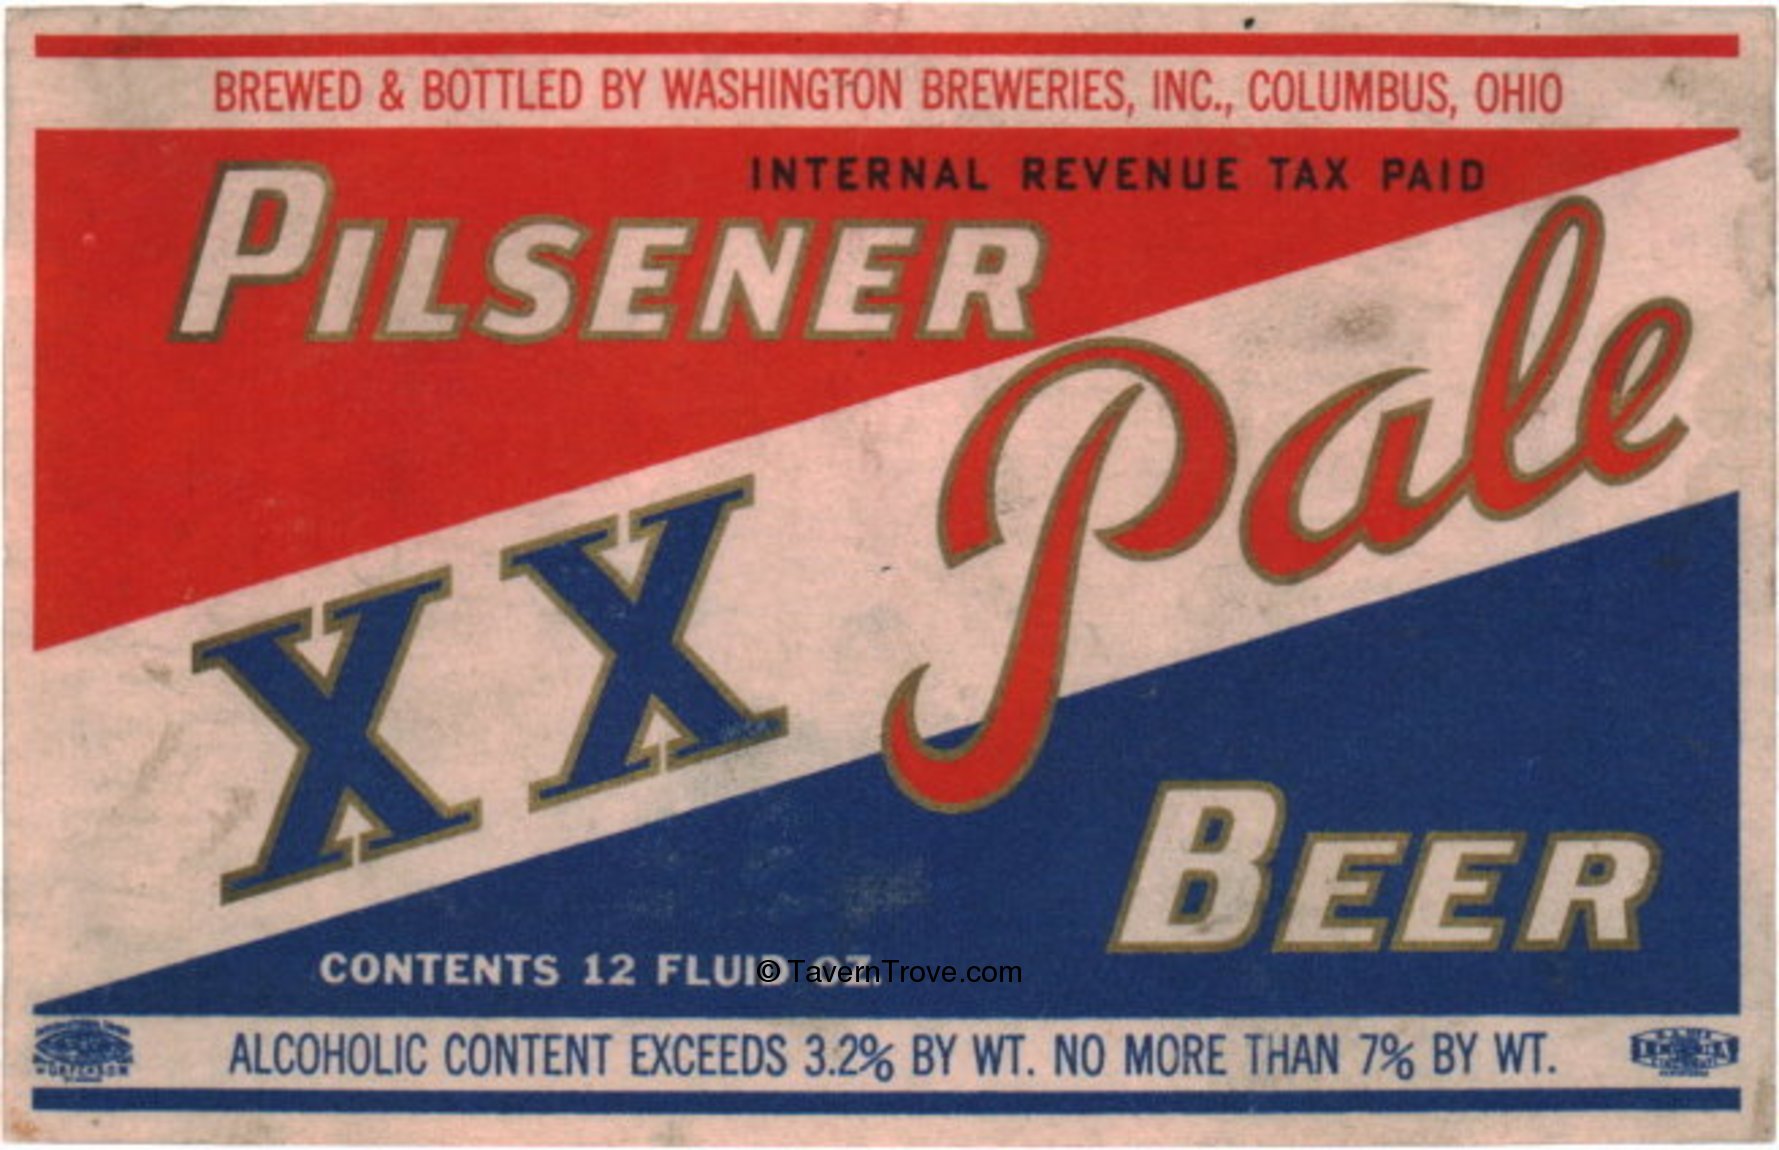 BREWED & BOTTLED BY WASHINGTON BREWERIES, INC., COLUMBUS, OHIO
INTERNAL REVENUE TAX PAID
PILSENER
XX Pale
BEER
CONTENTS 12 FLUID OZ.
© TavernTrove.com
ALCOHOLIC CONTENT EXCEEDS 3.2% BY WT. NO MORE THAN 7% BY WT.